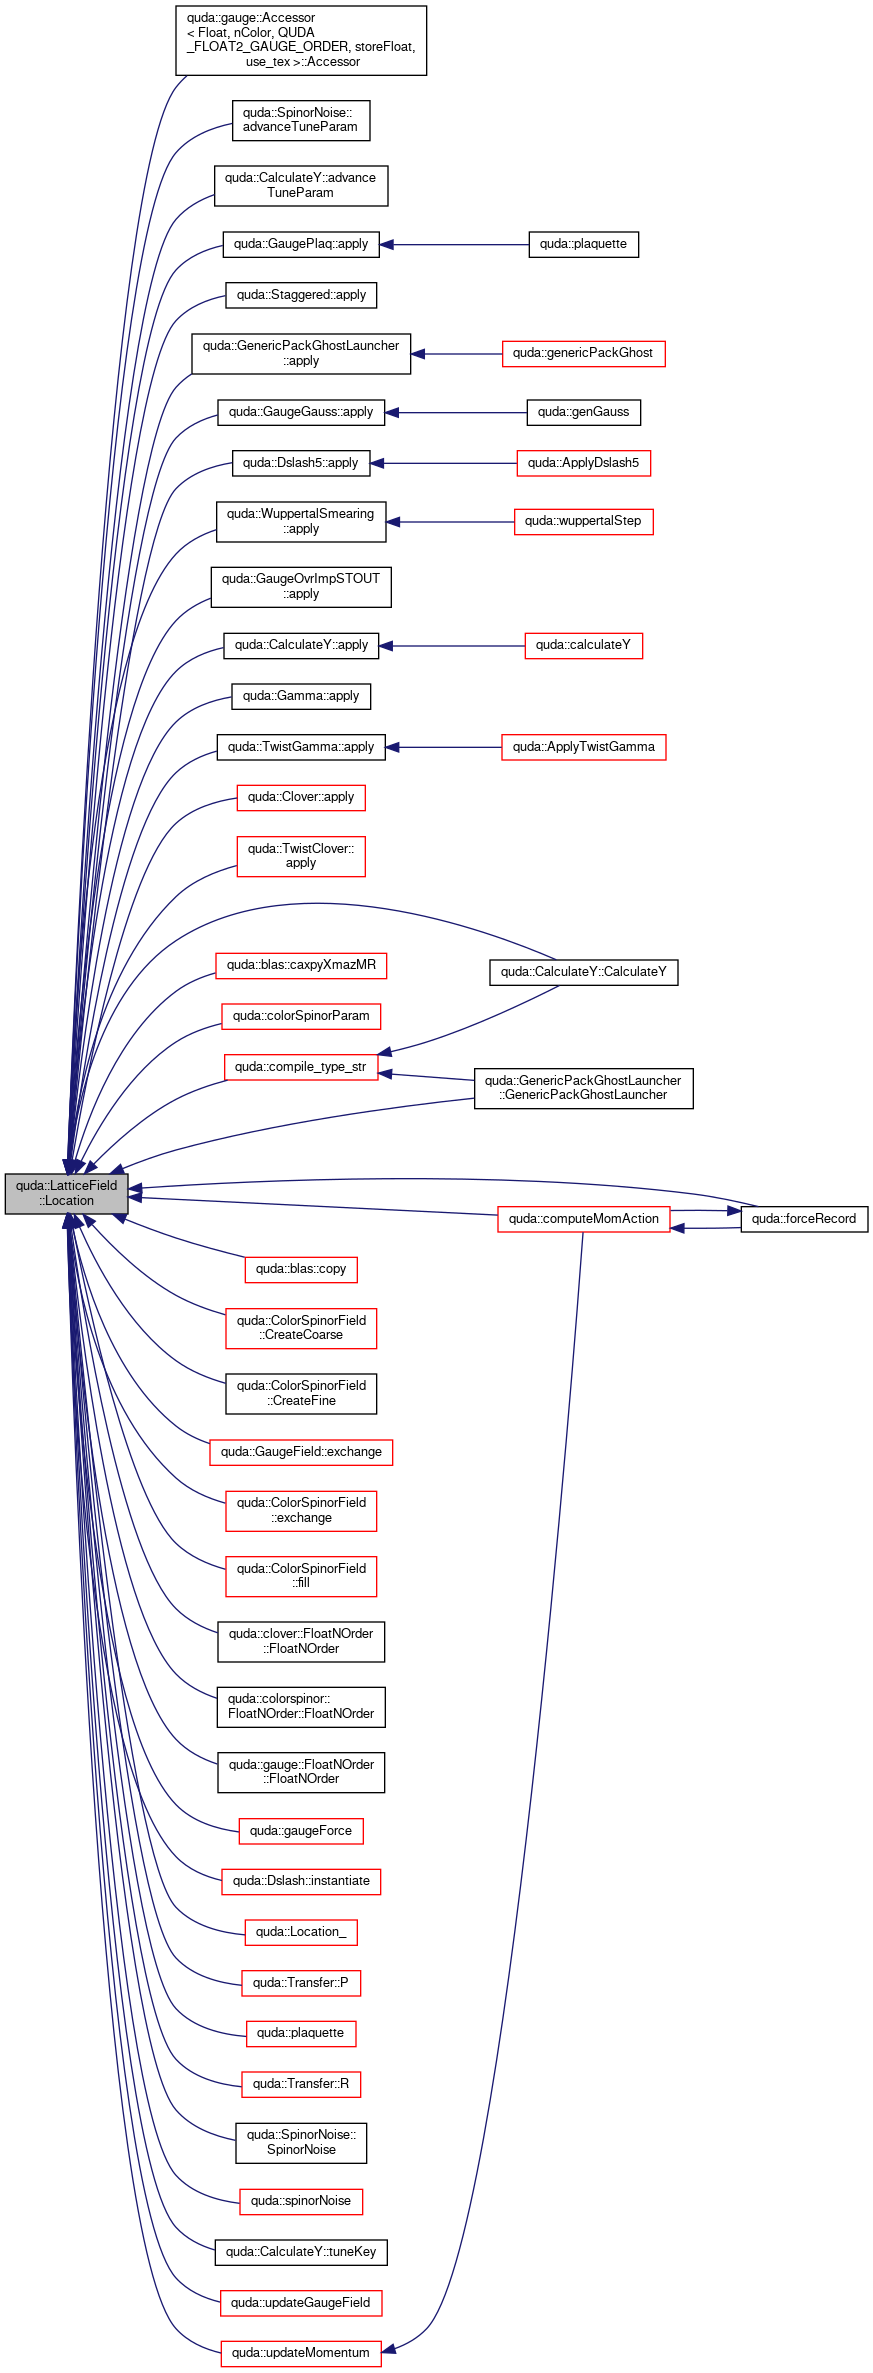 quda::gauge::Accessor
< Float, nColor, QUDA
_FLOAT2_GAUGE_ORDER, storeFloat,
use_tex >::Accessor
quda::SpinorNoise::
advanceTuneParam
quda::CalculateY::advance
TuneParam
quda::GaugePlaq::apply
quda::plaquette
quda::Staggered::apply
quda::GenericPackGhostLauncher
::apply
quda::genericPackGhost
quda::GaugeGauss::apply
quda::genGauss
quda::Dslash5::apply
quda::ApplyDslash5
quda::WuppertalSmearing
::apply
quda::wuppertalStep
quda::GaugeOvrImpSTOUT
::apply
quda::CalculateY::apply
quda::calculateY
quda::Gamma::apply
quda::TwistGamma::apply
quda::ApplyTwistGamma
quda::Clover::apply
quda::TwistClover::
apply
quda::blas::caxpyXmazMR
quda::CalculateY::CalculateY
quda::colorSpinorParam
quda::compile_type_str
quda::GenericPackGhostLauncher
::GenericPackGhostLauncher
quda::LatticeField
::Location
quda::computeMomAction
quda::forceRecord
quda::blas::copy
quda::ColorSpinorField
::CreateCoarse
quda::ColorSpinorField
::CreateFine
quda::GaugeField::exchange
quda::ColorSpinorField
::exchange
quda::ColorSpinorField
::fill
quda::clover::FloatNOrder
::FloatNOrder
quda::colorspinor::
FloatNOrder::FloatNOrder
quda::gauge::FloatNOrder
::FloatNOrder
quda::gaugeForce
quda::Dslash::instantiate
quda::Location_
quda::Transfer::P
quda::plaquette
quda::Transfer::R
quda::SpinorNoise::
SpinorNoise
quda::spinorNoise
quda::CalculateY::tuneKey
quda::updateGaugeField
quda::updateMomentum